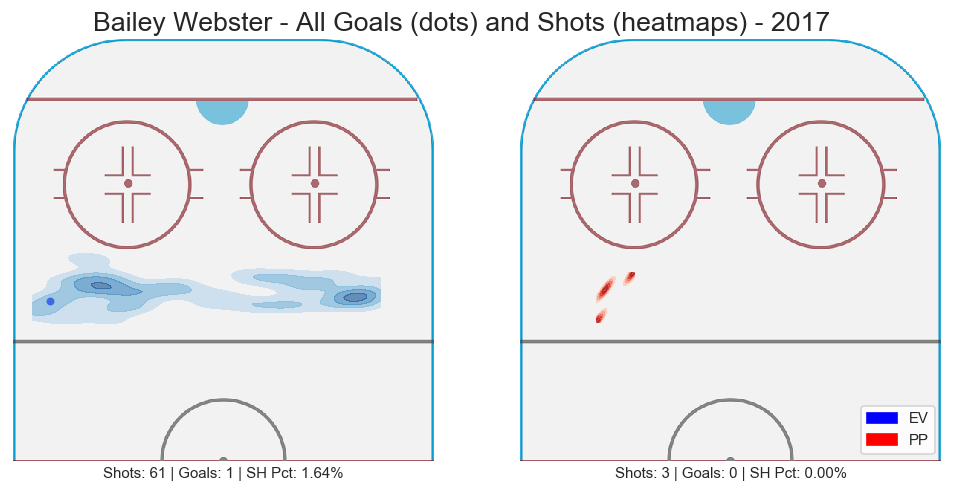 Bailey Webster - All Goals (dots) and Shots (heatmaps) - 2017
EV
PP
Shots: 61 | Goals: 1 | SH Pct: 1.64%
Shots: 3 | Goals: 0 | SH Pct: 0.00%